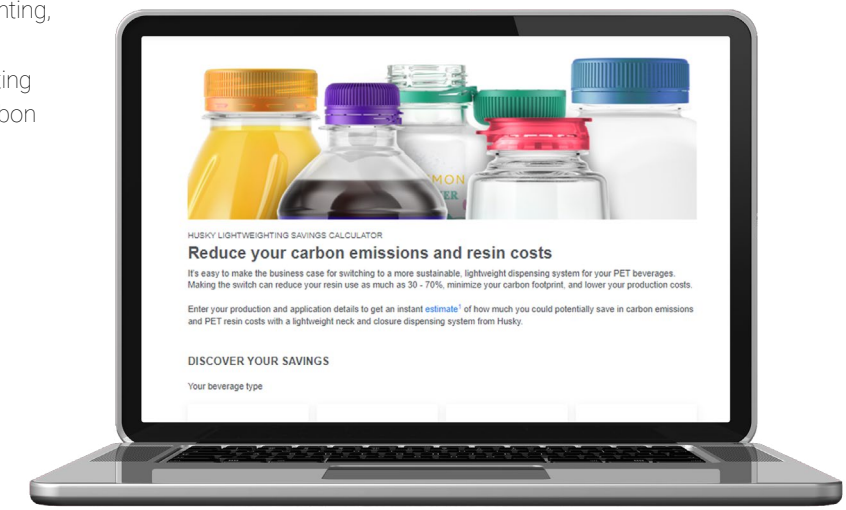 nting,
ting
bon
MON
ER
HUSKY LIGHTWEIGHTING SAVINGS CALCULATOR
Reduce your carbon emissions and resin costs
It's easy to make the business case for switching to a more sustainable, lightweight dispensing system for your PET beverages.
Making the switch can reduce your resin use as much as 30 - 70%, minimize your carbon footprint, and lower your production costs.
Enter your production and application details to get an instant estimate¹ of how much you could potentially save in carbon emissions
and PET resin costs with a lightweight neck and closure dispensing system from Husky.
DISCOVER YOUR SAVINGS
Your beverage type